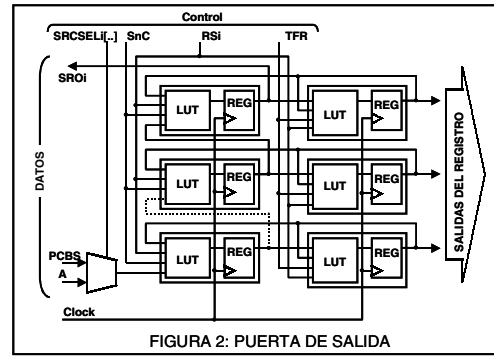 Control
SRCSELi[..] SnC RSi TFR
SROi
LUT REG LUT REG
DATOS
LUT REG LUT REG
SALIDAS DEL REGISTRO
PCBS
LUT REG LUT REG
A
Clock
FIGURA 2: PUERTA DE SALIDA